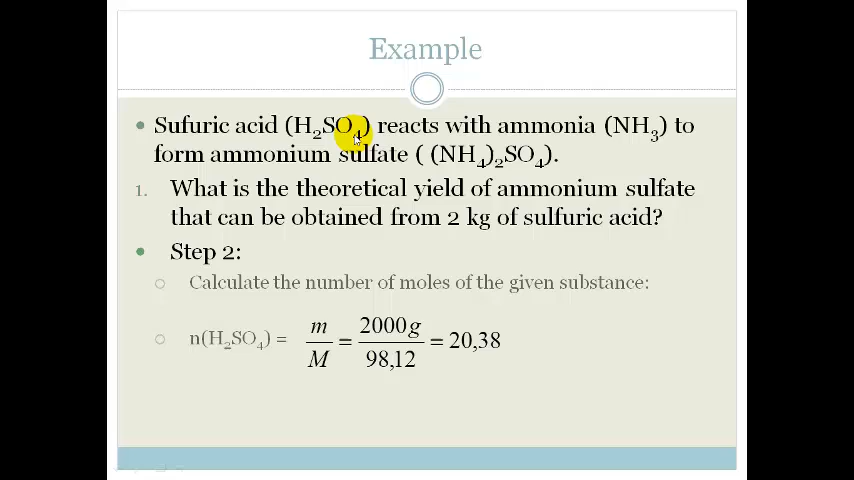 Example
• Sufuric acid (H₂SO₄) reacts with ammonia (NH₃) to
form ammonium sulfate ( (NH₄)₂SO₄).
1. What is the theoretical yield of ammonium sulfate
that can be obtained from 2 kg of sulfuric acid?
• Step 2:
○ Calculate the number of moles of the given substance:
○ n(H₂SO₄) = m/M = 2000g/98,12 = 20,38